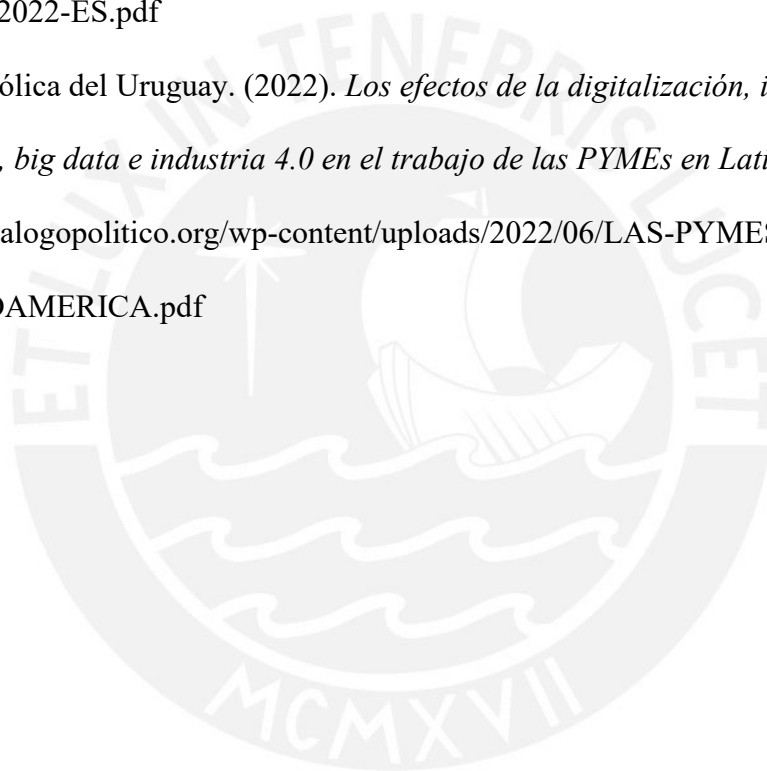 2022-ES.pdf
ólica del Uruguay. (2022). Los efectos de la digitalización, i
, big data e industria 4.0 en el trabajo de las PYMEs en Lati
alogopolitico.org/wp-content/uploads/2022/06/LAS-PYMES
OAMERICA.pdf
ET LUX IN TENEBRIS LUCET
MCMXVII